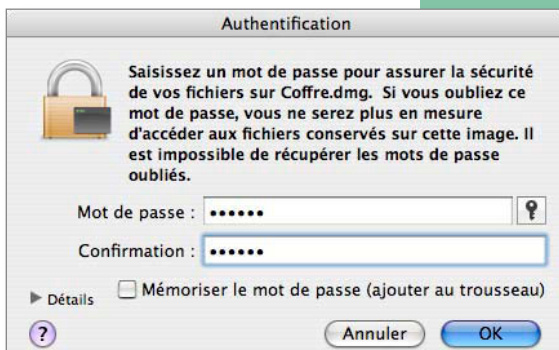 Authentification
Saisissez un mot de passe pour assurer la sécurité
de vos fichiers sur Coffre.dmg. Si vous oubliez ce
mot de passe, vous ne serez plus en mesure
d'accéder aux fichiers conservés sur cette image. Il
est impossible de récupérer les mots de passe
oubliés.
Mot de passe : ••••••
Confirmation : ••••••
Mémoriser le mot de passe (ajouter au trousseau)
Détails
? Annuler OK